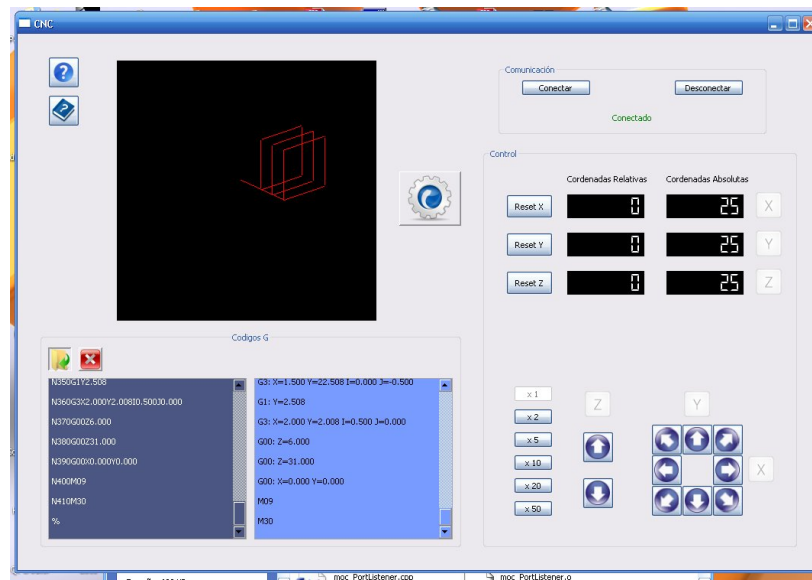 CNC
Comunicación
Conectar
Desconectar
Conectado
Control
Cordenadas Relativas
Cordenadas Absolutas
Reset X
0
25
X
Reset Y
0
25
Y
Reset Z
0
25
Z
Codigos G
N350G1Y2.508
N360G3X2.000Y2.008I0.500J0.000
N370G00Z6.000
N380G00Z31.000
N390G00X0.000Y0.000
N400M09
N410M30
%
G3: X=1.500 Y=22.508 I=0.000 J=-0.500
G1: Y=2.508
G3: X=2.000 Y=2.008 I=0.500 J=0.000
G00: Z=6.000
G00: Z=31.000
G00: X=0.000 Y=0.000
M09
M30
x 1
x 2
x 5
x 10
x 20
x 50
Z
Y
X
moc_PortListener.cpp
moc_PortListener.o